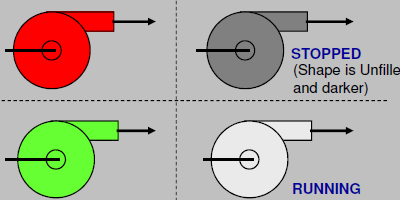 STOPPED
(Shape is Unfille
and darker)
RUNNING